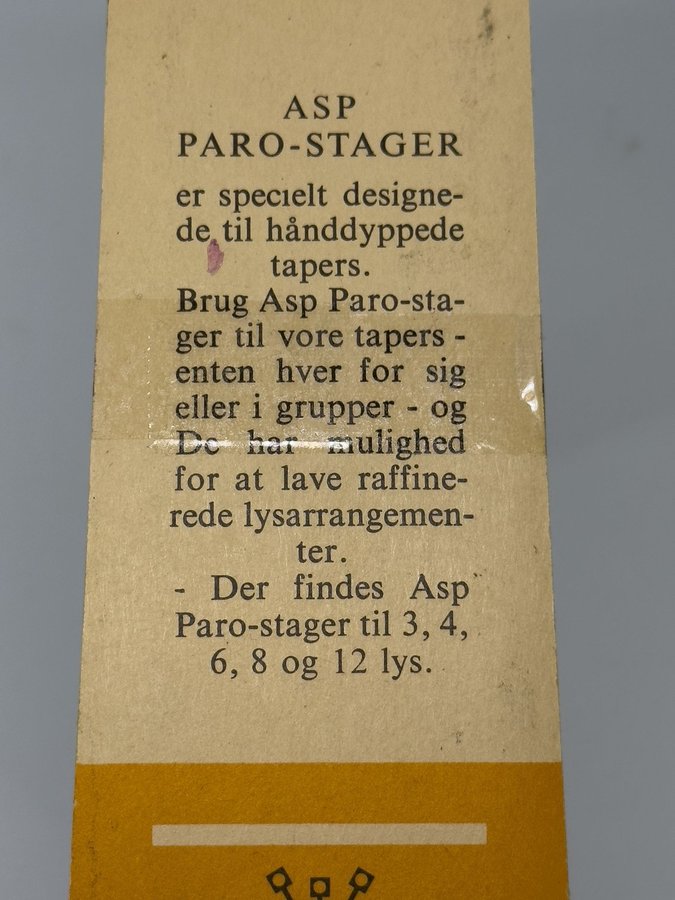 ASP
PARO-STAGER
er specielt designe-
de til hånddyppede
tapers.
Brug Asp Paro-sta-
ger til vore tapers -
enten hver for sig
eller i grupper - og
De har mulighed
for at lave raffine-
rede lysarrangemen-
ter.
- Der findes Asp
Paro-stager til 3, 4,
6, 8 og 12 lys.